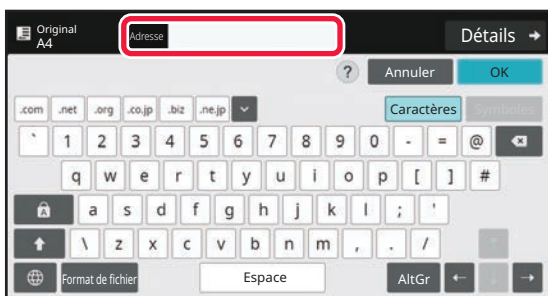 Original
A4
Adresse
Détails →
?
Annuler
OK
.com .net .org .co.jp .biz .ne.jp
Caractères
Symboles
` 1 2 3 4 5 6 7 8 9 0 - = @
q w e r t y u i o p [ ] #
A
a s d f g h j k l ; '
\ z x c v b n m , . /
Format de fichier
Espace
AltGr
← ↓ →